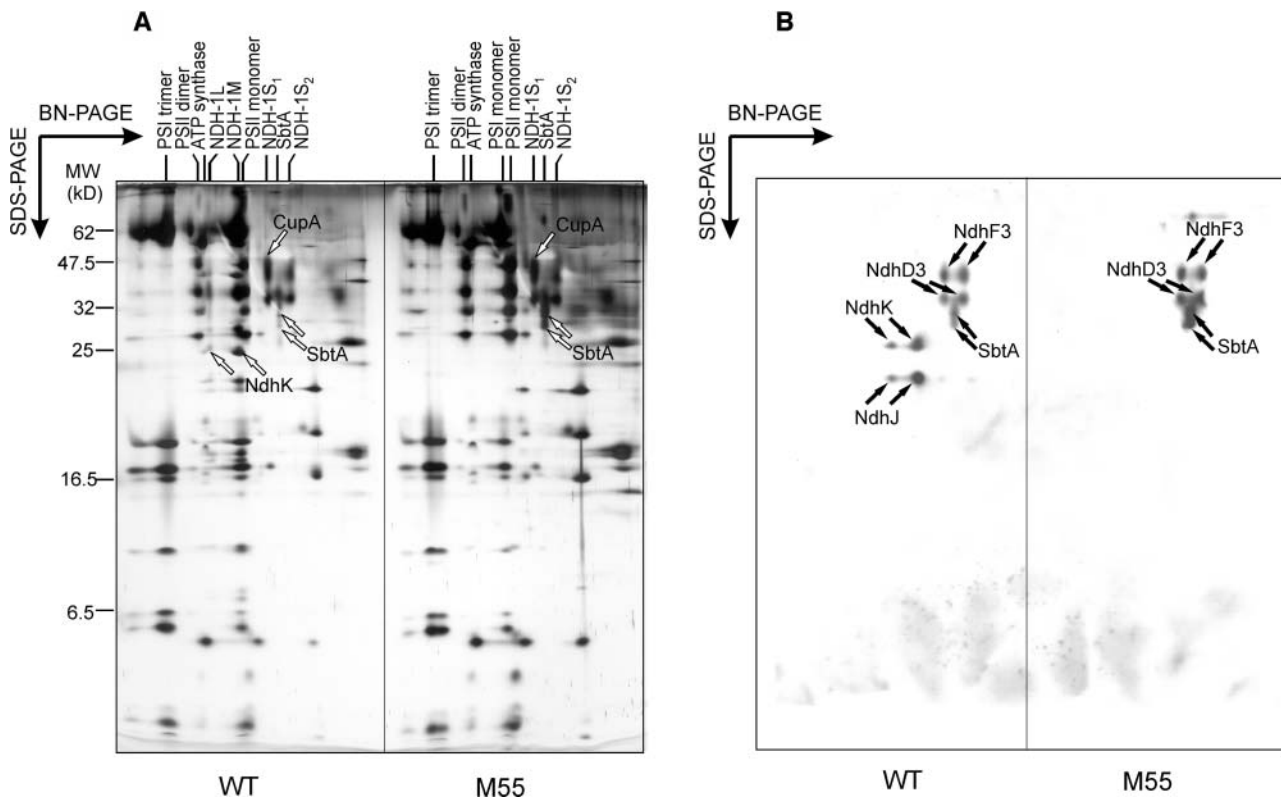 A
BN-PAGE
SDS-PAGE
PSI trimer
PSII dimer
ATP synthase
NDH-1L
NDH-1M
PSII monomer
NDH-1S1
SbtA
NDH-1S2
PSI trimer
PSII dimer
ATP synthase
PSI monomer
PSII monomer
NDH-1S1
SbtA
NDH-1S2
MW
(kD)
62
47.5
32
25
16.5
6.5
CupA
SbtA
NdhK
CupA
SbtA
WT
M55
B
BN-PAGE
SDS-PAGE
NdhF3
NdhD3
NdhK
SbtA
NdhJ
NdhF3
NdhD3
SbtA
WT
M55